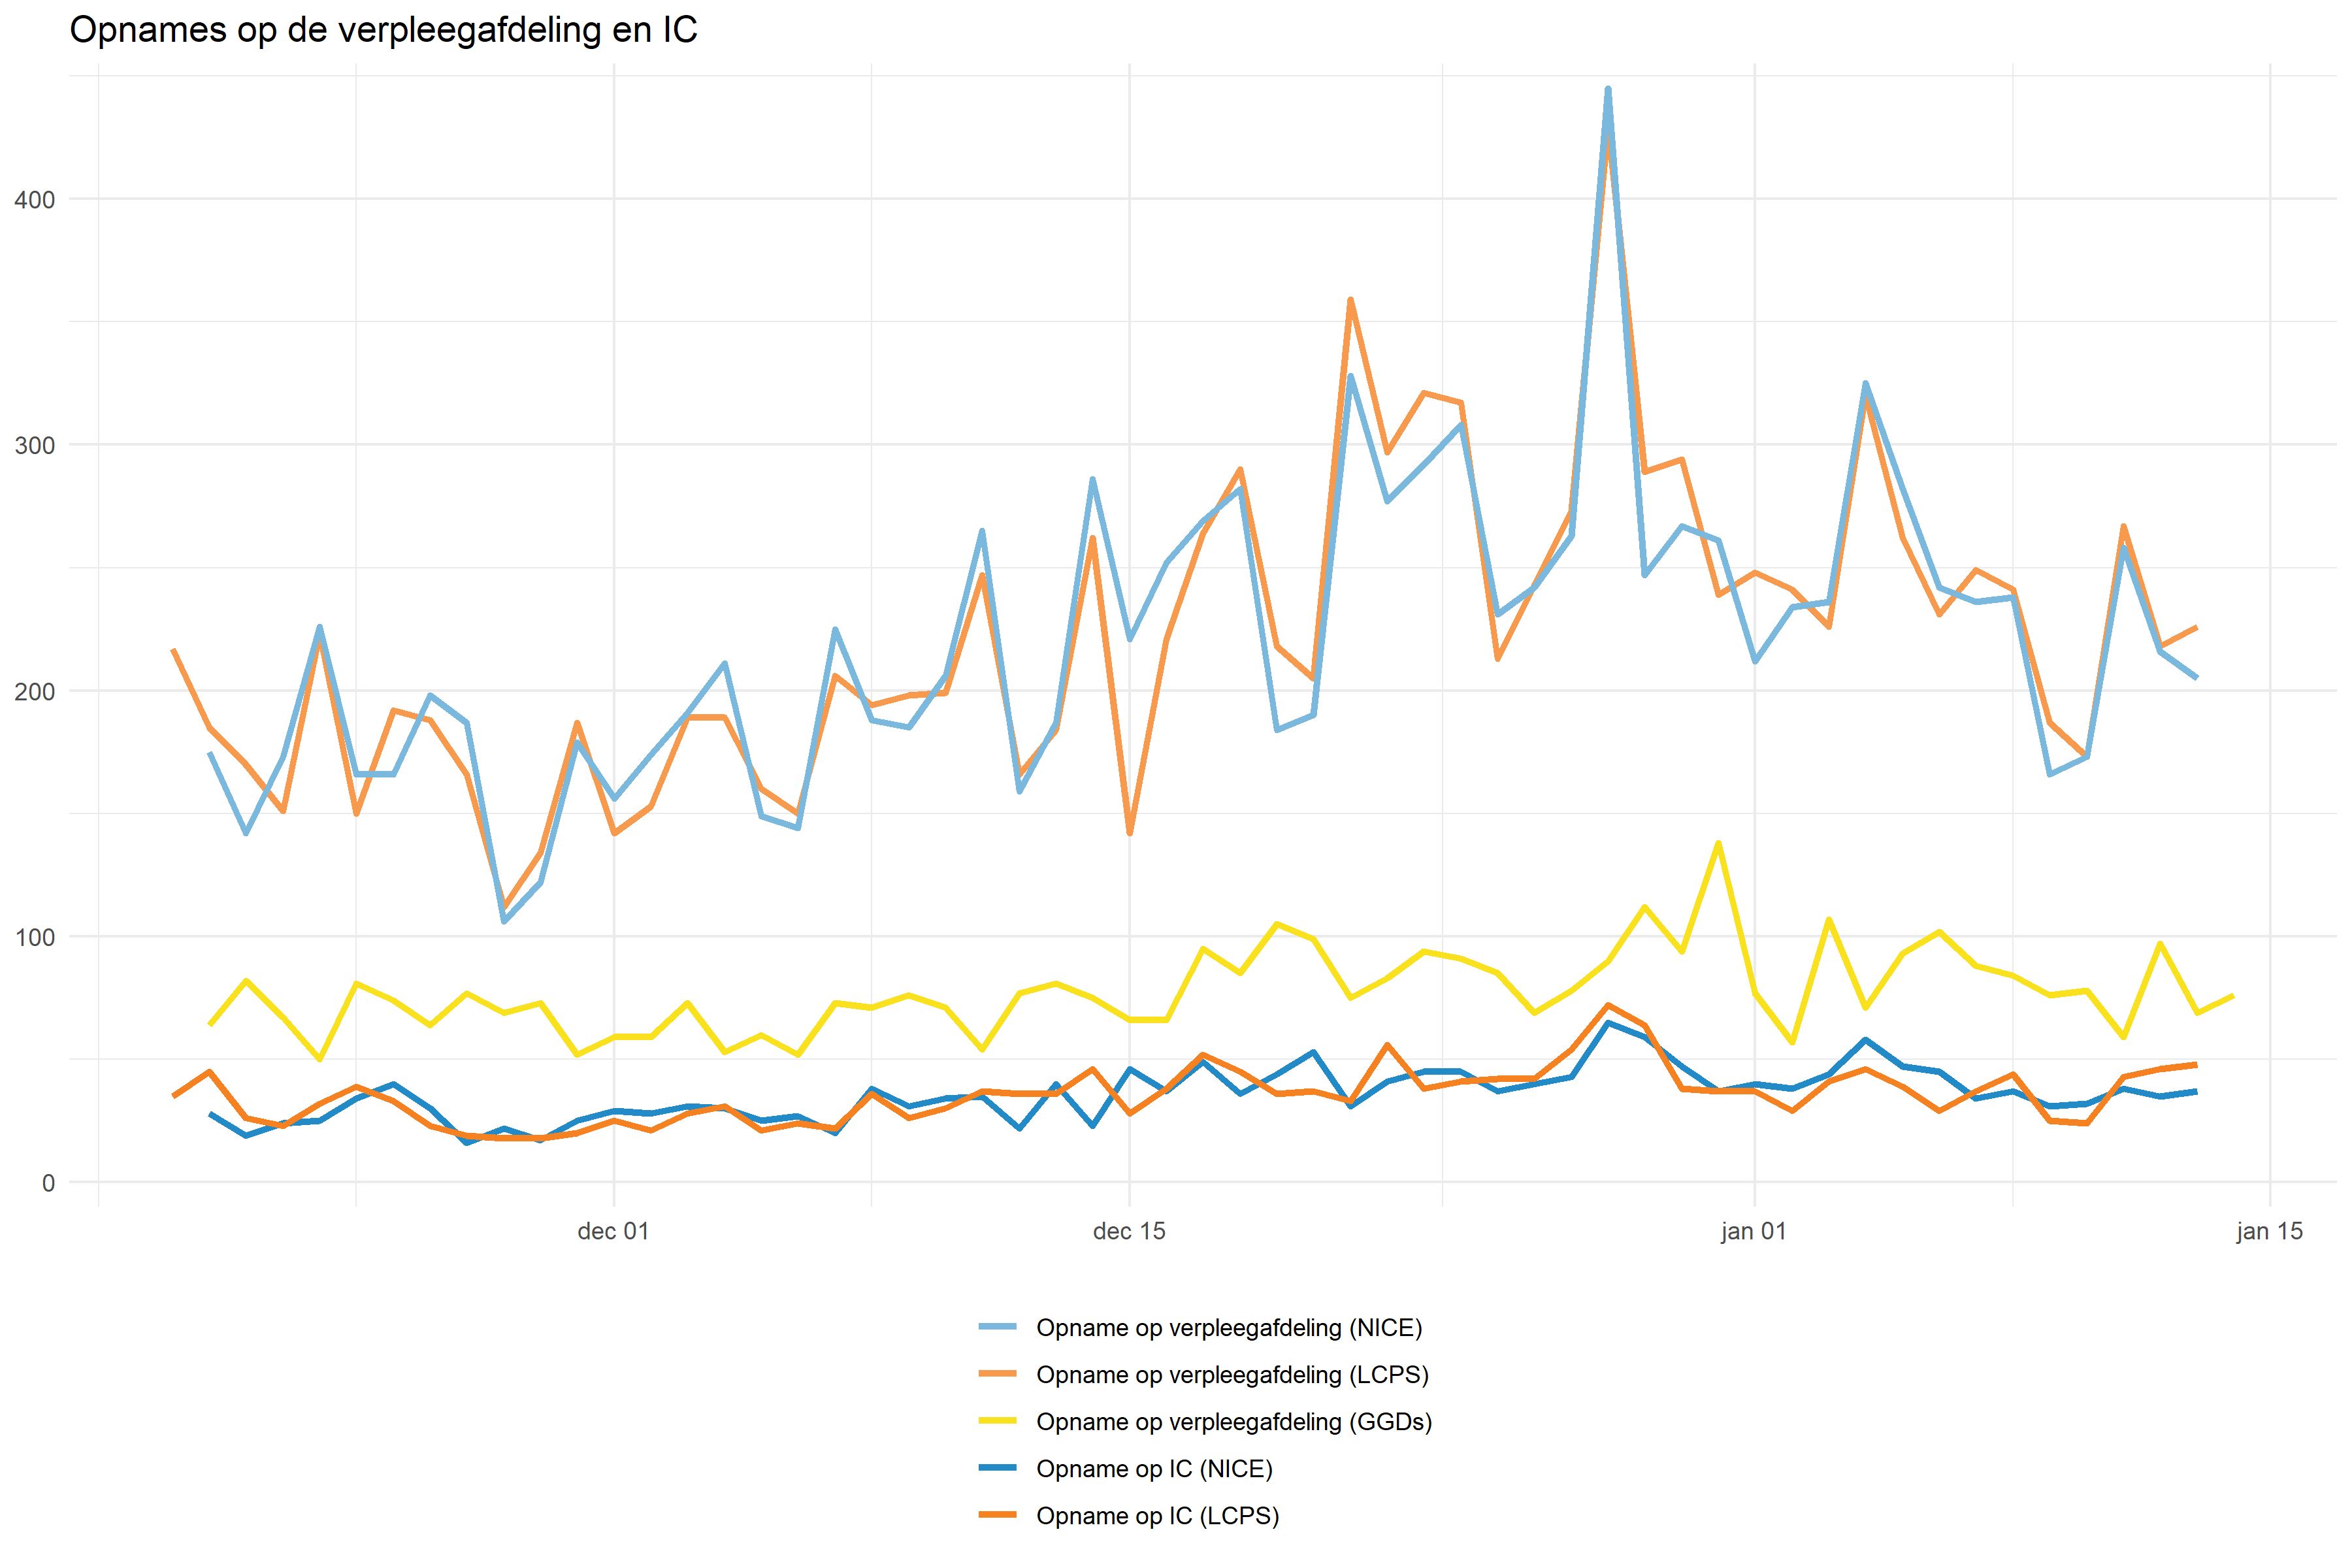 Opnames op de verpleegafdeling en IC
400
300
200
100
0
dec 01 dec 15 jan 01 jan 15
Opname op verpleegafdeling (NICE)
Opname op verpleegafdeling (LCPS)
Opname op verpleegafdeling (GGDs)
Opname op IC (NICE)
Opname op IC (LCPS)